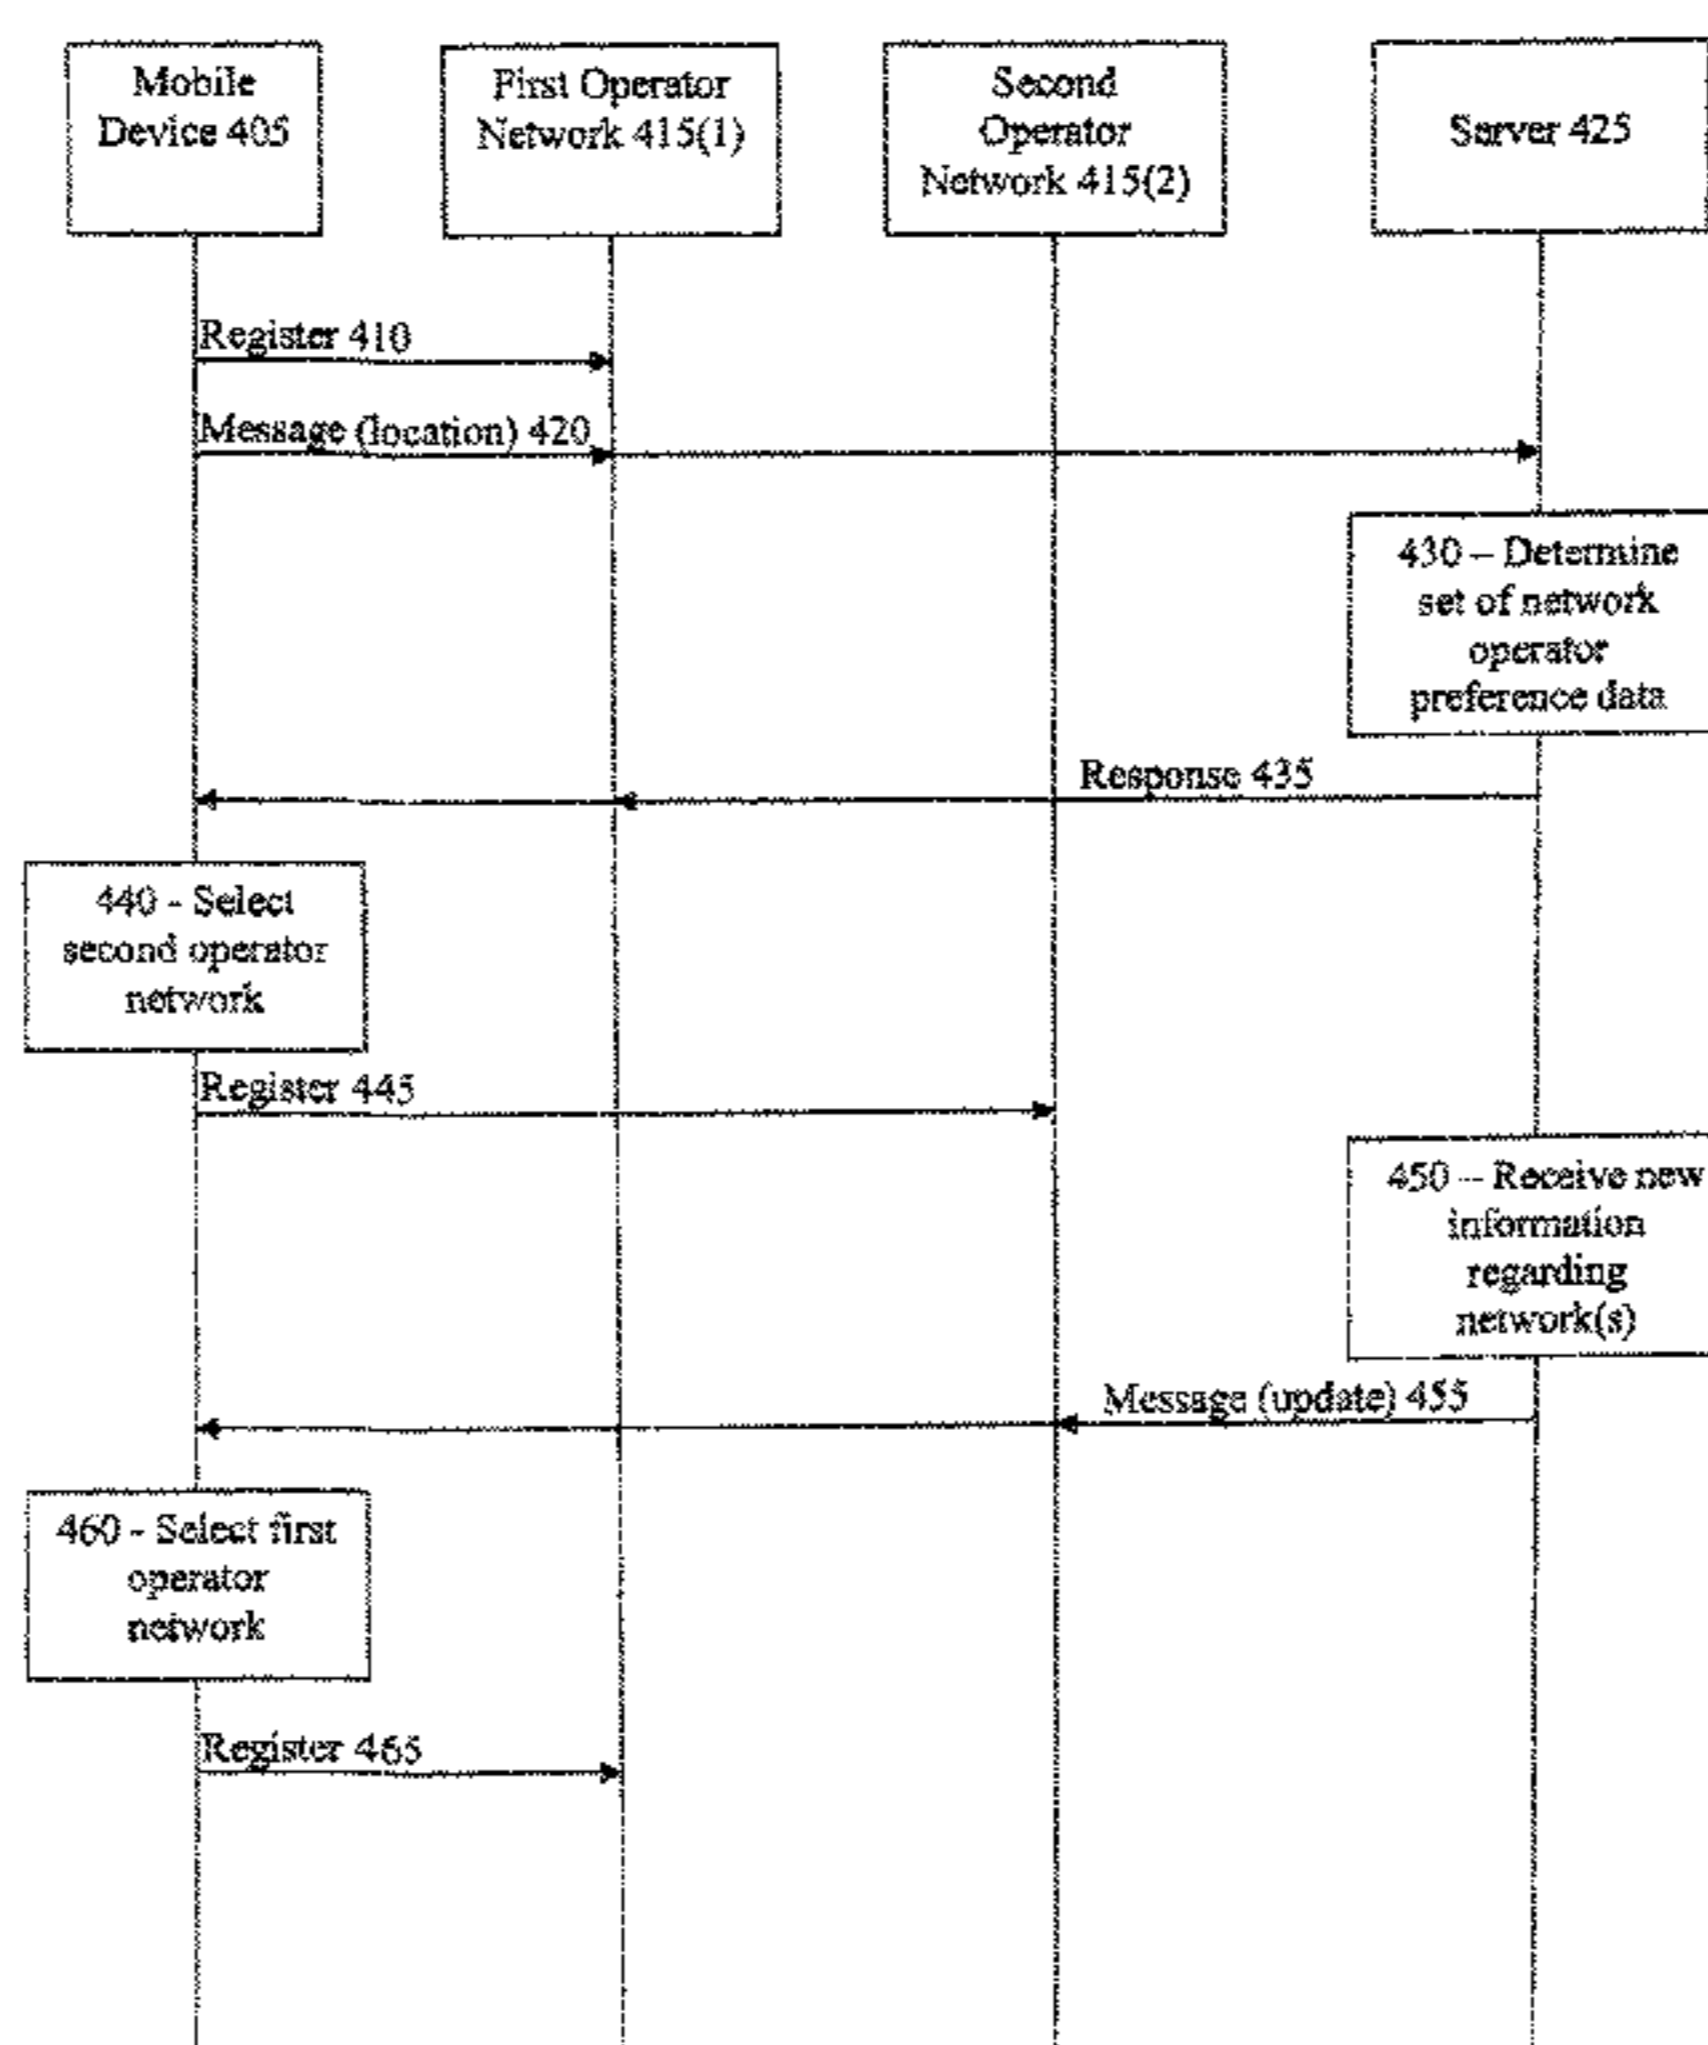 Mobile
Device 405
First Operator
Network 415(1)
Second
Operator
Network 415(2)
Server 425
Register 410
Message (location) 420
430 – Determine
set of network
operator
preference data
Response 435
440 - Select
second operator
network
Register 445
450 – Receive new
information
regarding
network(s)
Message (update) 455
460 - Select first
operator
network
Register 465